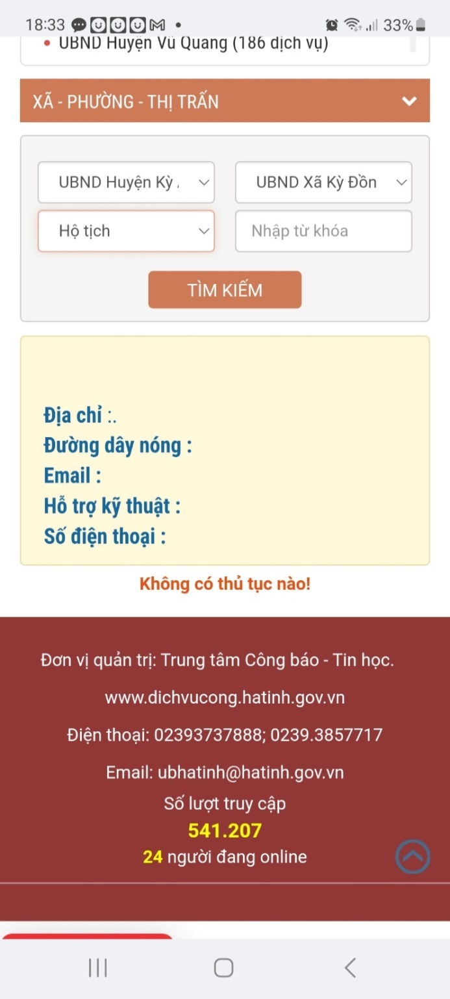 18:33
33%
UBND Huyện Vũ Quang (186 dịch vụ)
XÃ - PHƯỜNG - THỊ TRẤN
UBND Huyện Kỳ
UBND Xã Kỳ Đồn
Hộ tịch
Nhập từ khóa
TÌM KIẾM
Địa chỉ :.
Đường dây nóng :
Email :
Hỗ trợ kỹ thuật :
Số điện thoại :
Không có thủ tục nào!
Đơn vị quản trị: Trung tâm Công báo - Tin học.
www.dichvucong.hatinh.gov.vn
Điện thoại: 02393737888; 0239.3857717
Email: ubhatinh@hatinh.gov.vn
Số lượt truy cập
541.207
24 người đang online